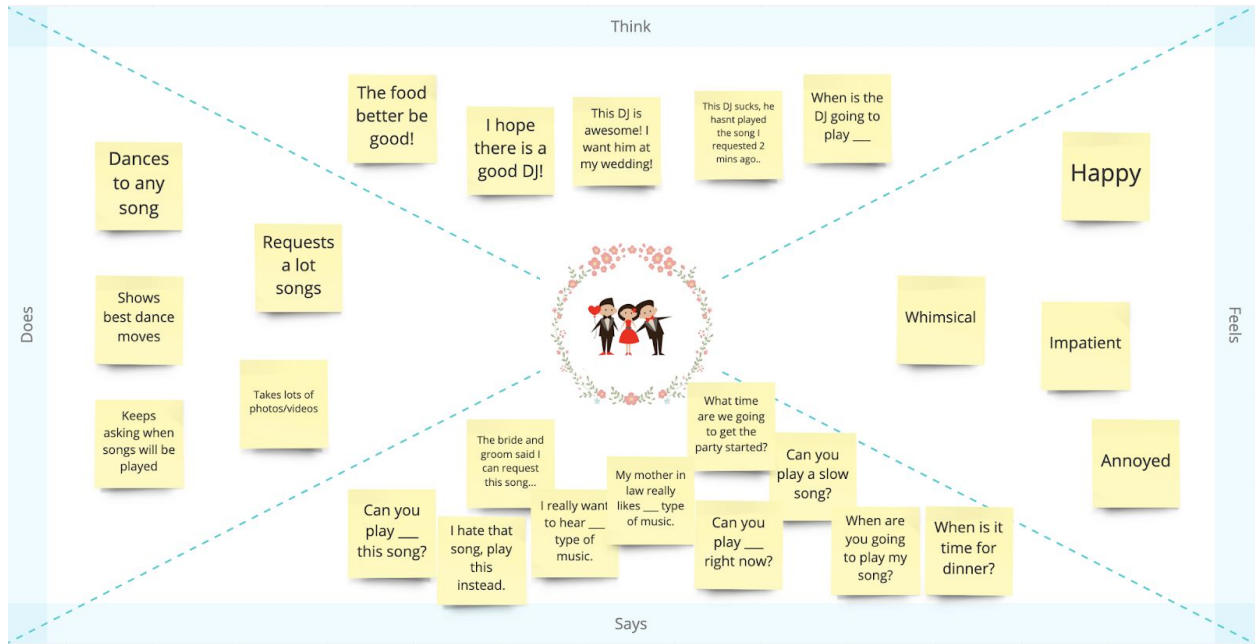 Think
The food
better be
good!
I hope
there is a
good DJ!
This DJ is
awesome! I
want him at
my wedding!
This DJ sucks, he
hasnt played
the song I
requested 2
mins ago..
When is the
DJ going to
play ___
Does
Dances
to any
song
Requests
a lot
songs
Shows
best dance
moves
Takes lots of
photos/videos
Keeps
asking when
songs will be
played
Feels
Happy
Whimsical
Impatient
Annoyed
What time
are we going
to get the
party started?
The bride and
groom said I
can request
this song...
Can you
play a slow
song?
My mother in
law really
likes ___ type
of music.
Can you
play ___
this song?
I hate that
song, play
this
instead.
I really want
to hear ___
type of
music.
Can you
play ___
right now?
When are
you going
to play my
song?
When is it
time for
dinner?
Says